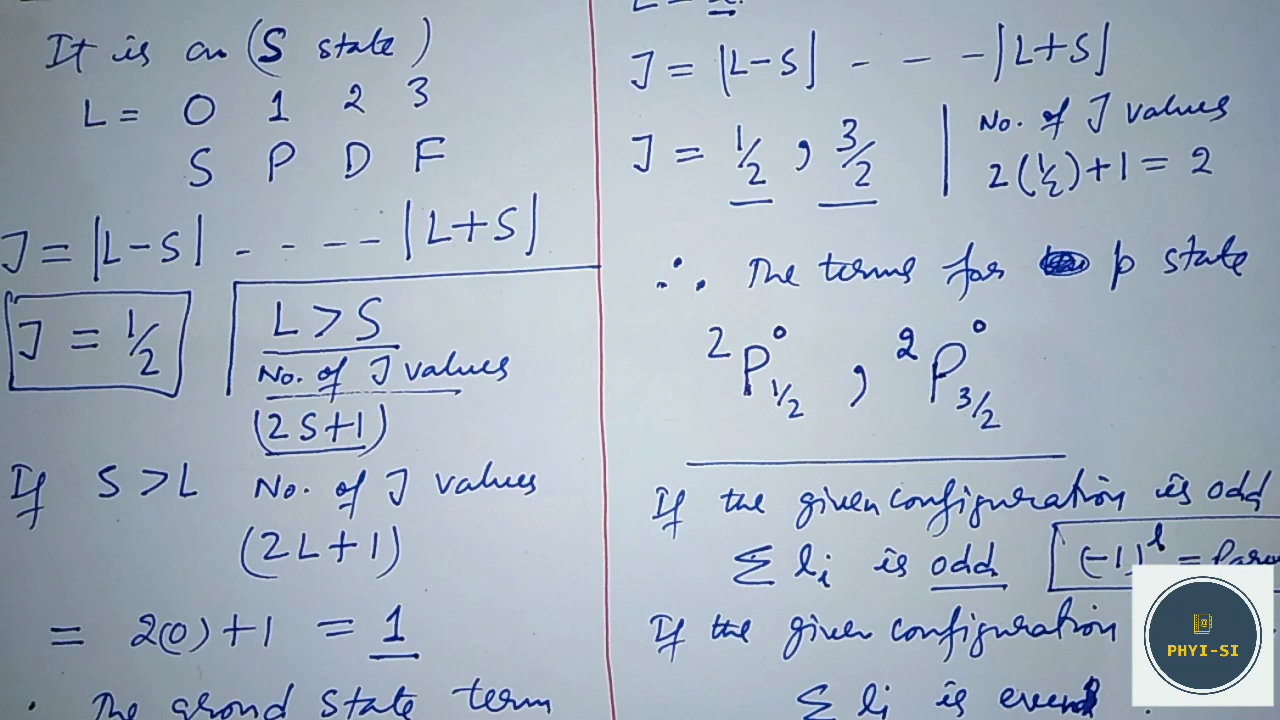 It is an (S state)
L = 0 1 2 3
S P D F
J = |L-S| - - - - - |L+S|
J = 1/2
L > S
No. of J values
(2S+1)
If S > L No. of J values
(2L+1)
= 2(0)+1 = 1
The grond state term
J = |L-S| - - - |L+S|
J = 1/2 , 3/2
No. of J values
2(1/2)+1 = 2
∴ The terms for p state
²P°1/2 , ²P°3/2
If the given configuration is odd
Σ li is odd (-1)^l =
If the given configuration
Σ li is even
PHYI-SI